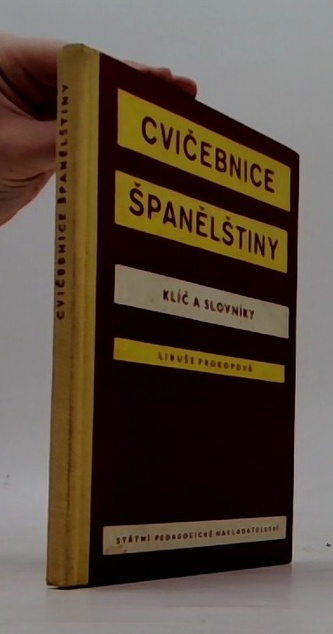 CVIČEBNICE ŠPANĚLŠTINY
CVIČEBNICE
ŠPANĚLŠTINY
KLÍČ A SLOVNÍKY
LIBUŠE PROKOPOVÁ
STÁTNÍ PEDAGOGICKÉ NAKLADATELSTVÍ